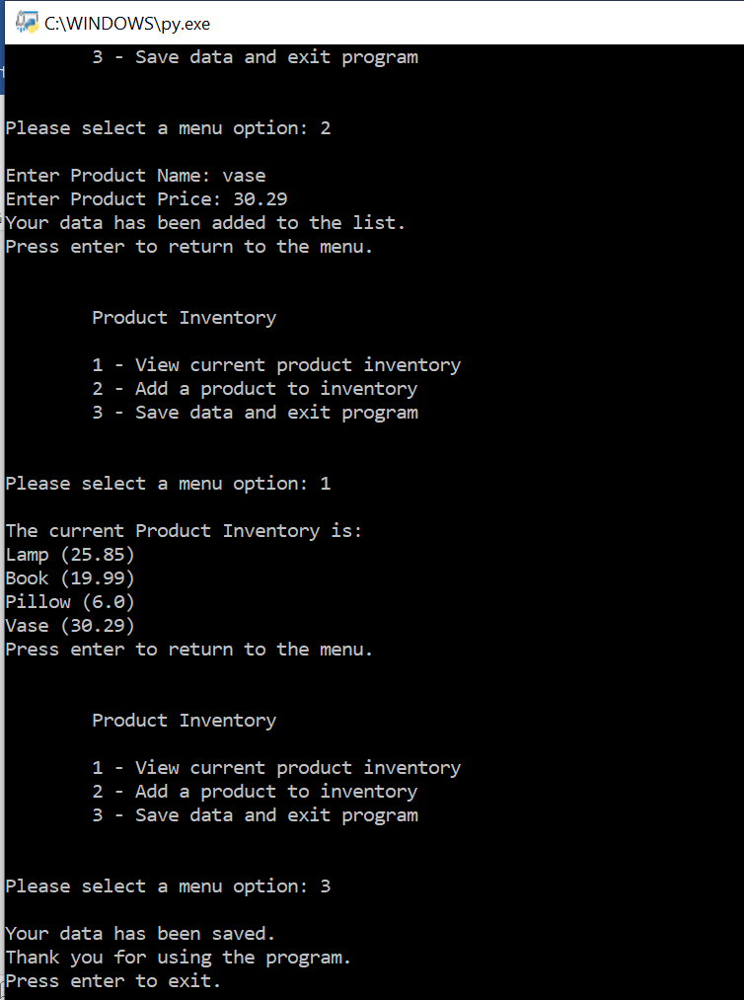 C:\WINDOWS\py.exe
3 - Save data and exit program
Please select a menu option: 2
Enter Product Name: vase
Enter Product Price: 30.29
Your data has been added to the list.
Press enter to return to the menu.
Product Inventory
1 - View current product inventory
2 - Add a product to inventory
3 - Save data and exit program
Please select a menu option: 1
The current Product Inventory is:
Lamp (25.85)
Book (19.99)
Pillow (6.0)
Vase (30.29)
Press enter to return to the menu.
Product Inventory
1 - View current product inventory
2 - Add a product to inventory
3 - Save data and exit program
Please select a menu option: 3
Your data has been saved.
Thank you for using the program.
Press enter to exit.